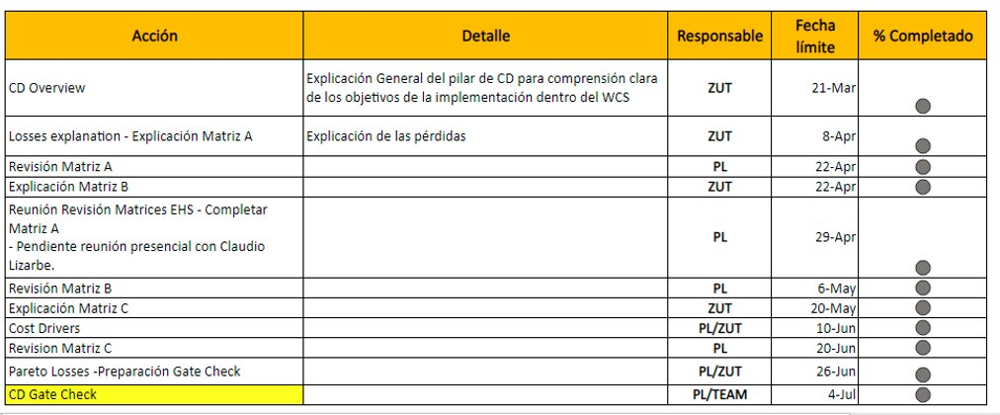 Acción Detalle Responsable Fecha límite % Completado
CD Overview Explicación General del pilar de CD para comprensión clara de los objetivos de la implementación dentro del WCS ZUT 21-Mar
Losses explanation - Explicación Matriz A Explicación de las pérdidas ZUT 8-Apr
Revisión Matriz A PL 22-Apr
Explicación Matriz B ZUT 22-Apr
Reunión Revisión Matrices EHS - Completar
Matriz A
- Pendiente reunión presencial con Claudio
Lizarbe. PL 29-Apr
Revisión Matriz B PL 6-May
Explicación Matriz C ZUT 20-May
Cost Drivers PL/ZUT 10-Jun
Revision Matriz C PL 20-Jun
Pareto Losses -Preparación Gate Check PL/ZUT 26-Jun
CD Gate Check PL/TEAM 4-Jul